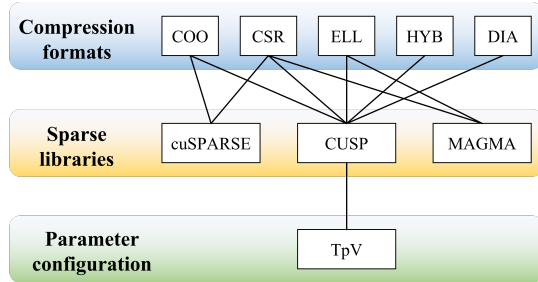 Compression
formats
COO CSR ELL HYB DIA
Sparse
libraries
cuSPARSE CUSP MAGMA
Parameter
configuration
TpV